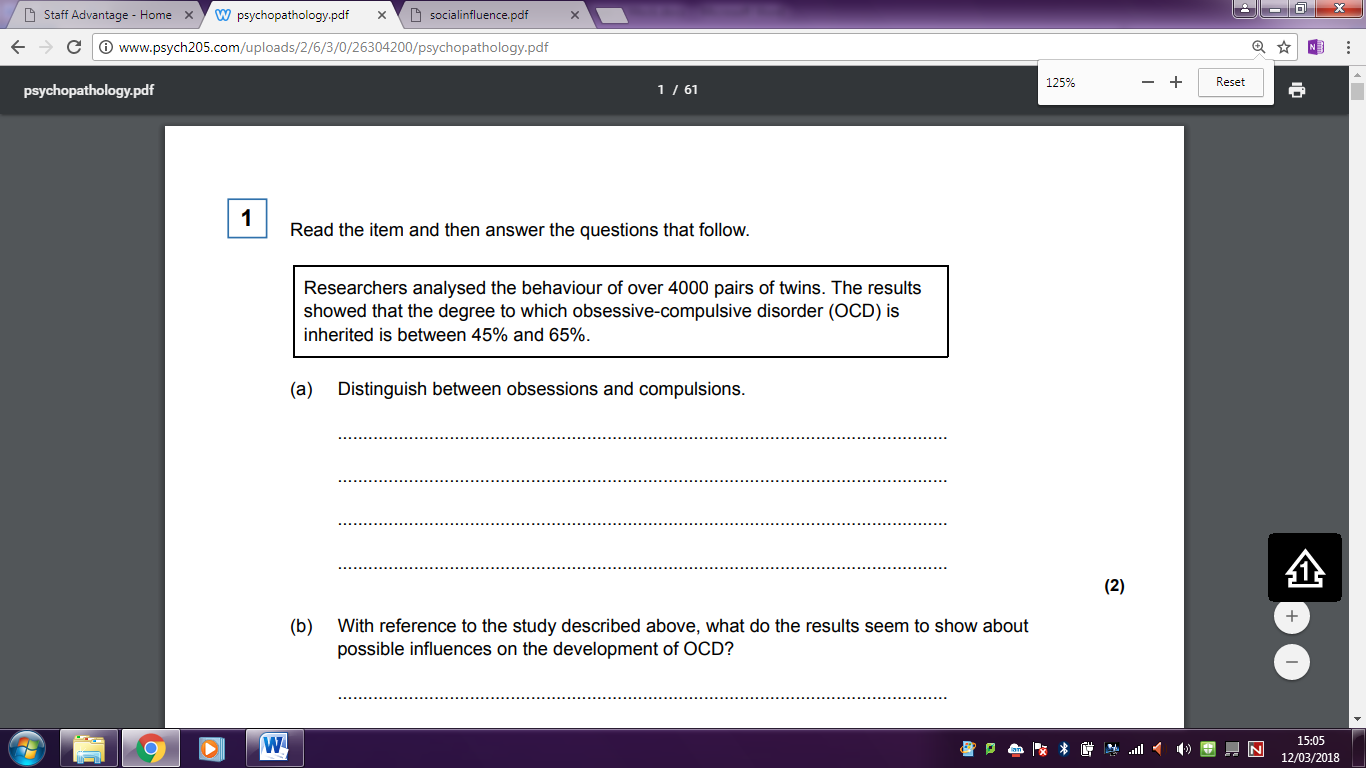 Staff Advantage - Home
psychopathology.pdf
socialinfluence.pdf
www.psych205.com/uploads/2/6/3/0/26304200/psychopathology.pdf
psychopathology.pdf
1 / 61
125%
Reset
1
Read the item and then answer the questions that follow.
Researchers analysed the behaviour of over 4000 pairs of twins. The results
showed that the degree to which obsessive-compulsive disorder (OCD) is
inherited is between 45% and 65%.
(a) Distinguish between obsessions and compulsions.
(2)
(b) With reference to the study described above, what do the results seem to show about
possible influences on the development of OCD?
15:05
12/03/2018